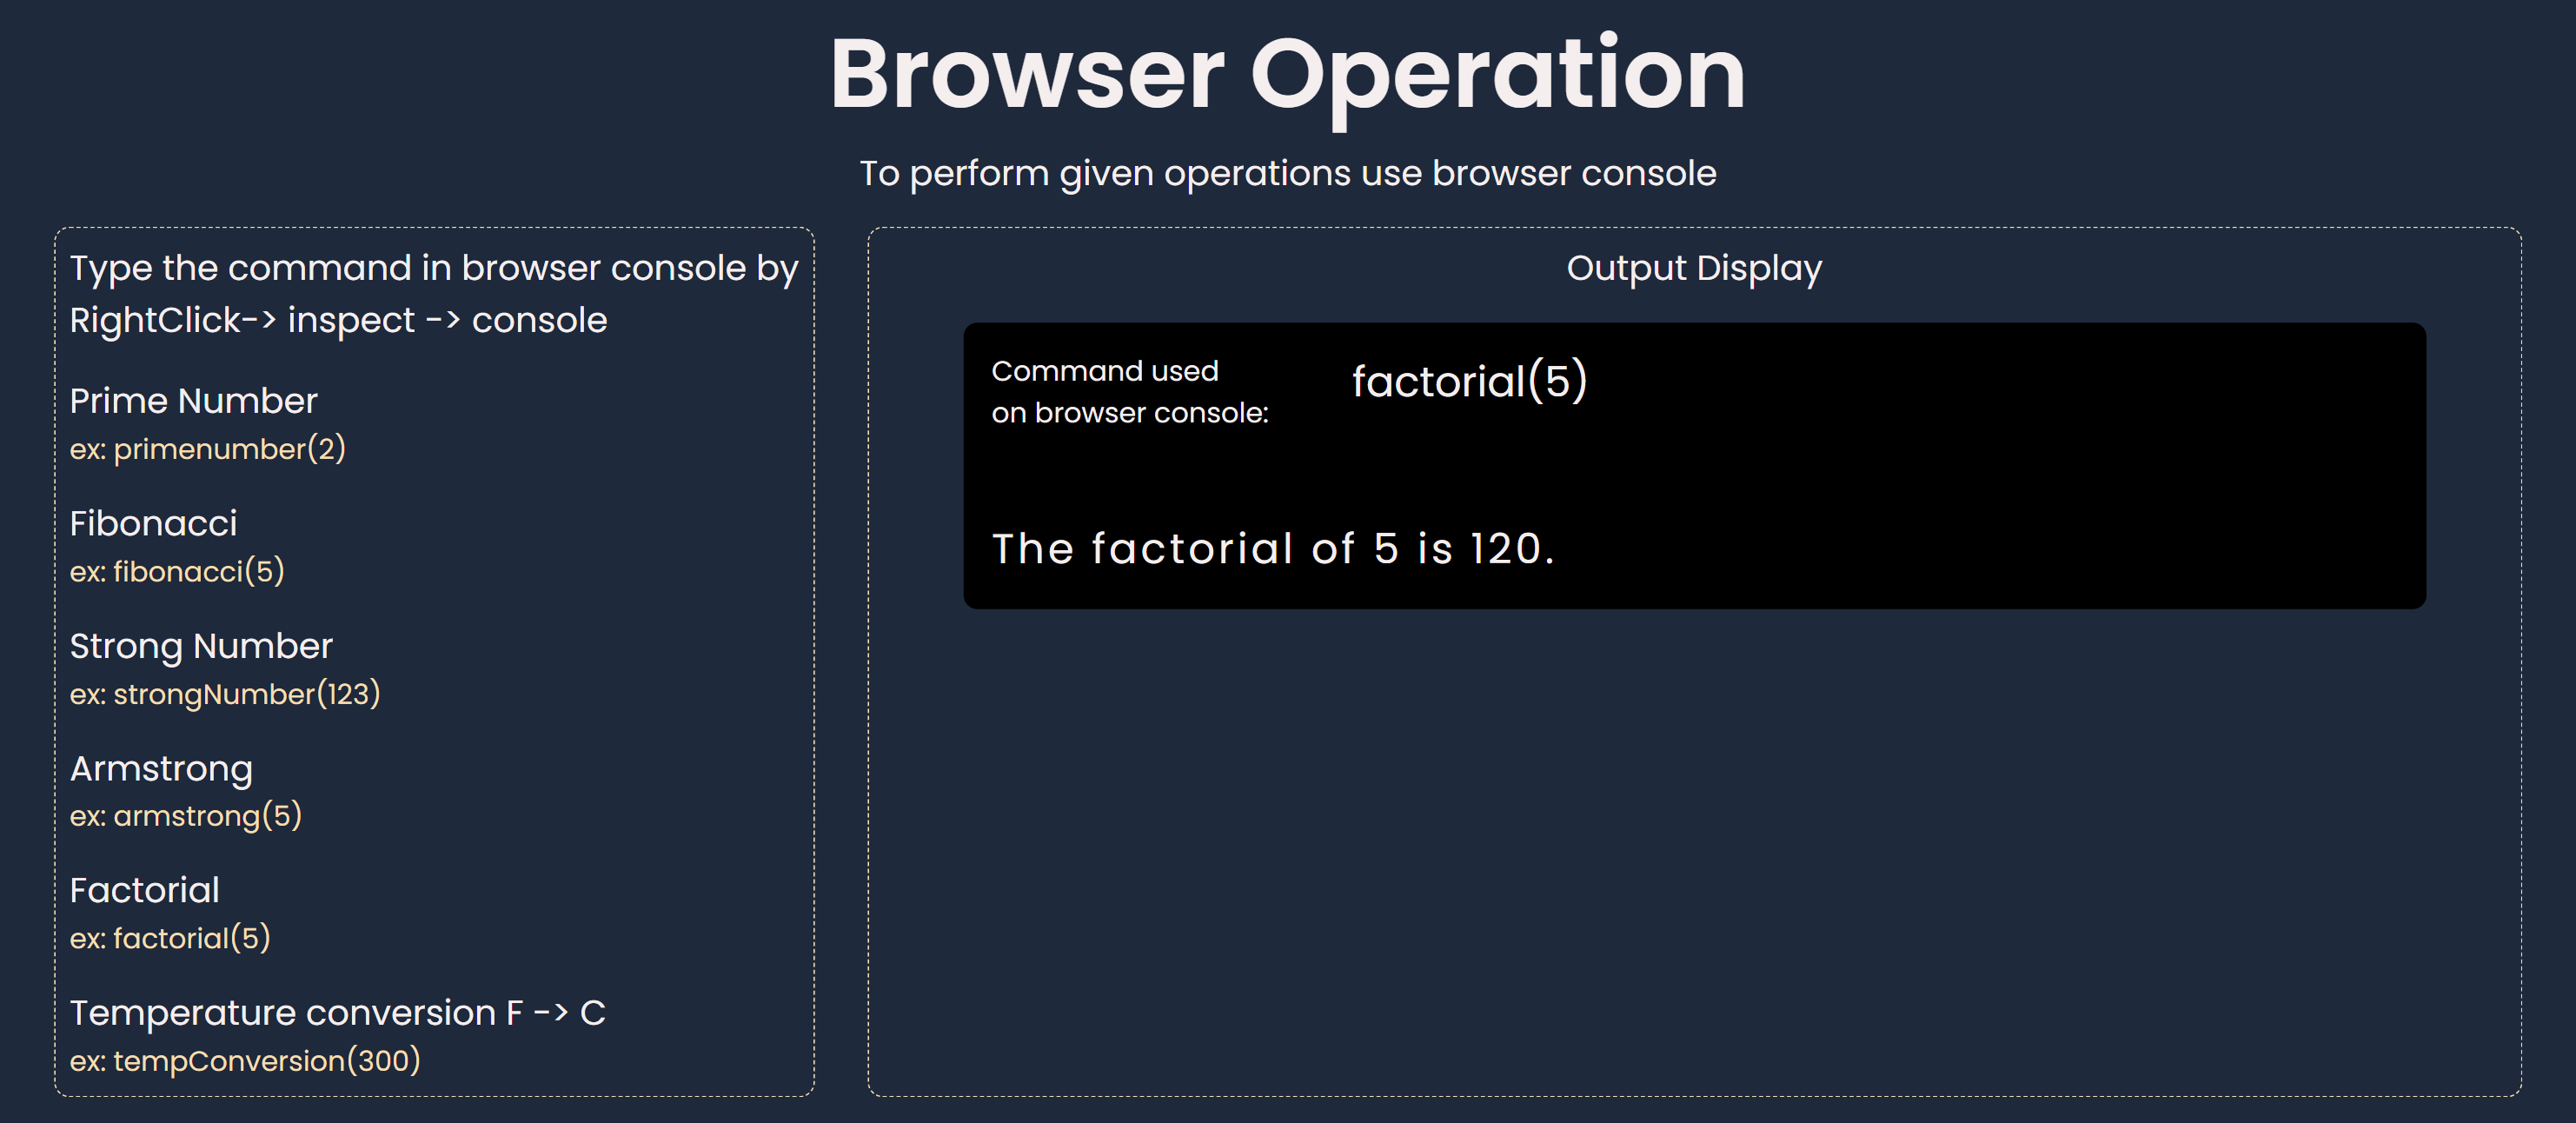 Browser Operation
To perform given operations use browser console
Type the command in browser console by
RightClick-> inspect -> console
Prime Number
ex: primenumber(2)
Fibonacci
ex: fibonacci(5)
Strong Number
ex: strongNumber(123)
Armstrong
ex: armstrong(5)
Factorial
ex: factorial(5)
Temperature conversion F -> C
ex: tempConversion(300)
Output Display
Command used
on browser console:
factorial(5)
The factorial of 5 is 120.